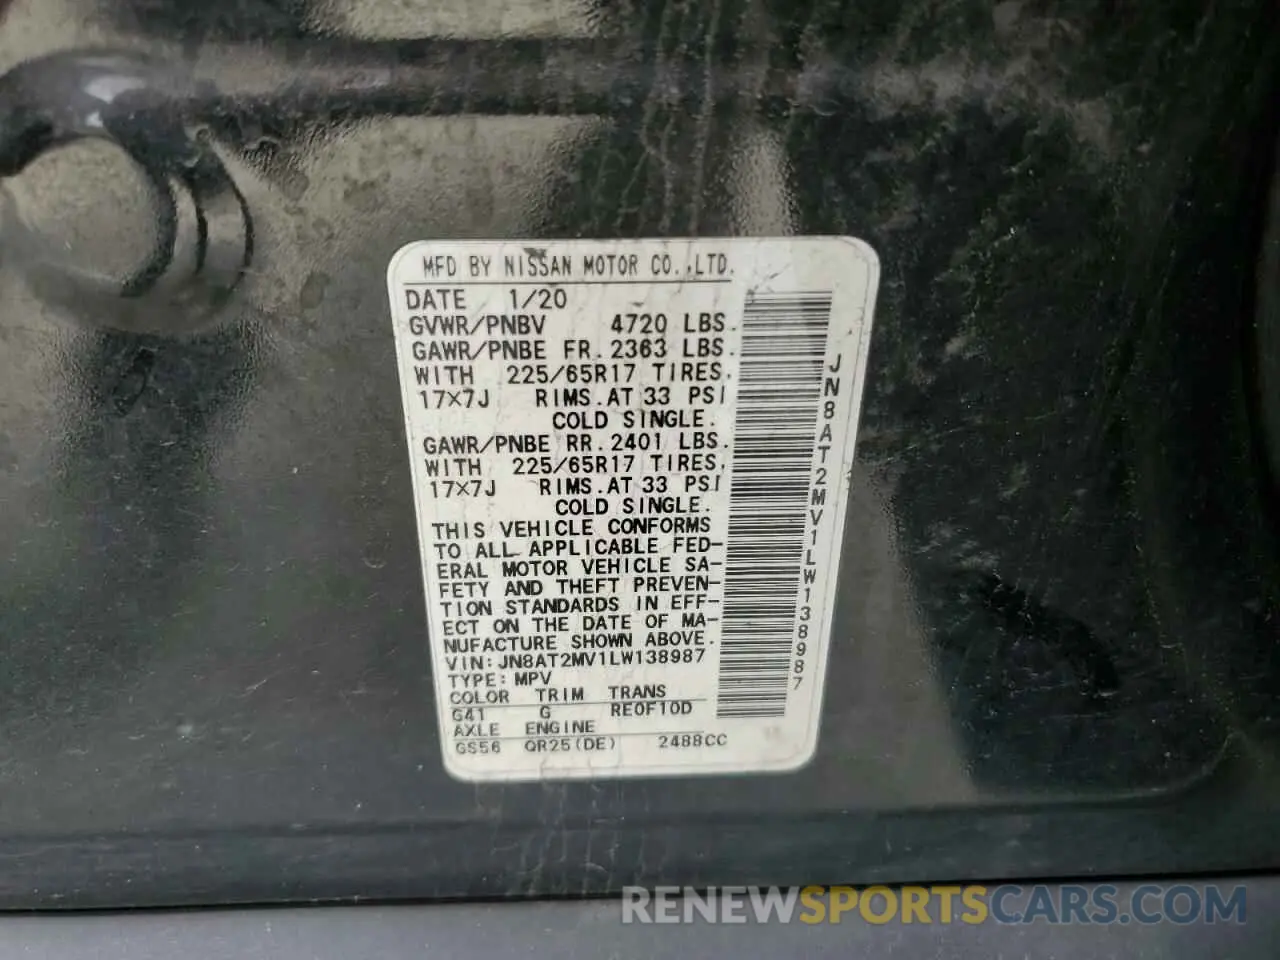 MFD BY NISSAN MOTOR CO.,LTD.
DATE 1/20
GVWR/PNBV 4720 LBS.
GAWR/PNBE FR. 2363 LBS.
WITH 225/65R17 TIRES.
17×7J RIMS.AT 33 PSI
COLD SINGLE.
GAWR/PNBE RR. 2401 LBS.
WITH 225/65R17 TIRES.
17×7J RIMS.AT 33 PSI
COLD SINGLE.
THIS VEHICLE CONFORMS
TO ALL APPLICABLE FED-
ERAL MOTOR VEHICLE SA-
FETY AND THEFT PREVEN-
TION STANDARDS IN EFF-
ECT ON THE DATE OF MA-
NUFACTURE SHOWN ABOVE.
VIN:JN8AT2MV1LW138987
TYPE:MPV
COLOR TRIM TRANS
G41 G RE0F10D
AXLE ENGINE
GS56 QR25(DE) 2488CC
JN8AT2MV1LW138987
RENEWSPORTSCARS.COM